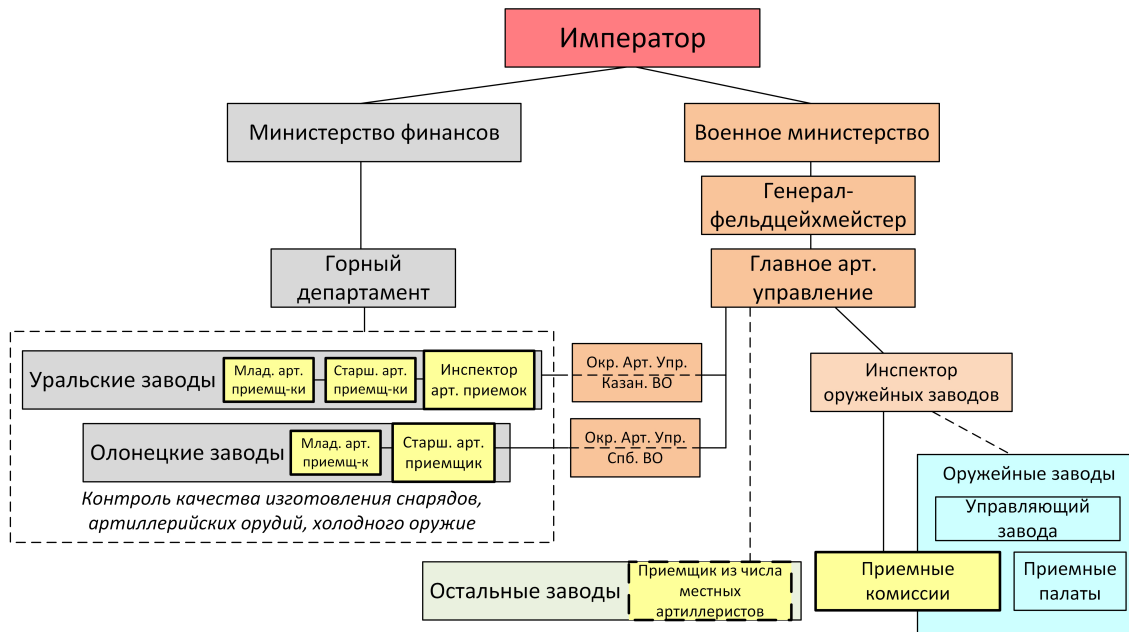 Император
Министерство финансов
Военное министерство
Генерал-
фельдцейхмейстер
Горный
департамент
Главное арт.
управление
Уральские заводы
Млад. арт.
приемщ-ки
Старш. арт.
приемщ-ки
Инспектор
арт. приемок
Окр. Арт. Упр.
Казан. ВО
Инспектор
оружейных заводов
Олонецкие заводы
Млад. арт.
приемщ-к
Старш. арт.
приемщик
Окр. Арт. Упр.
Спб. ВО
Контроль качества изготовления снарядов,
артиллерийских орудий, холодного оружие
Оружейные заводы
Управляющий
завода
Остальные заводы
Приемщик из числа
местных
артиллеристов
Приемные
комиссии
Приемные
палаты